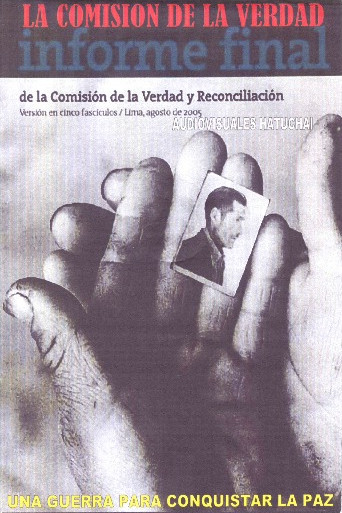 LA COMISION DE LA VERDAD
informe final
de la Comisión de la Verdad y Reconciliación
Versión en cinco fascículos / Lima, agosto de 2005
AUDIOVISUALES HATUCHAI
UNA GUERRA PARA CONQUISTAR LA PAZ